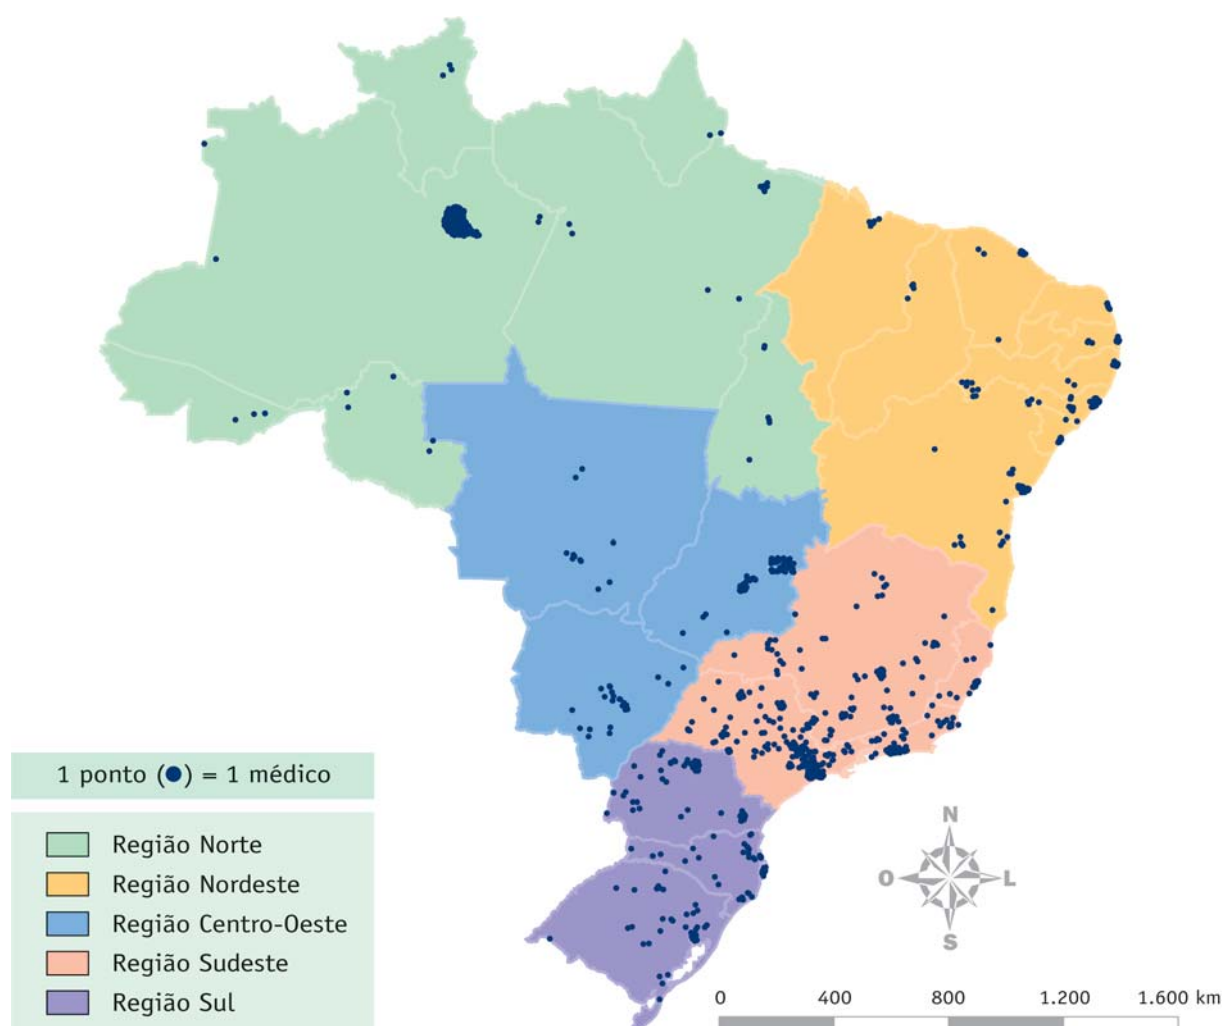 1 ponto (●) = 1 médico
Região Norte
Região Nordeste
Região Centro-Oeste
Região Sudeste
Região Sul
N
O L
S
0 400 800 1.200 1.600 km